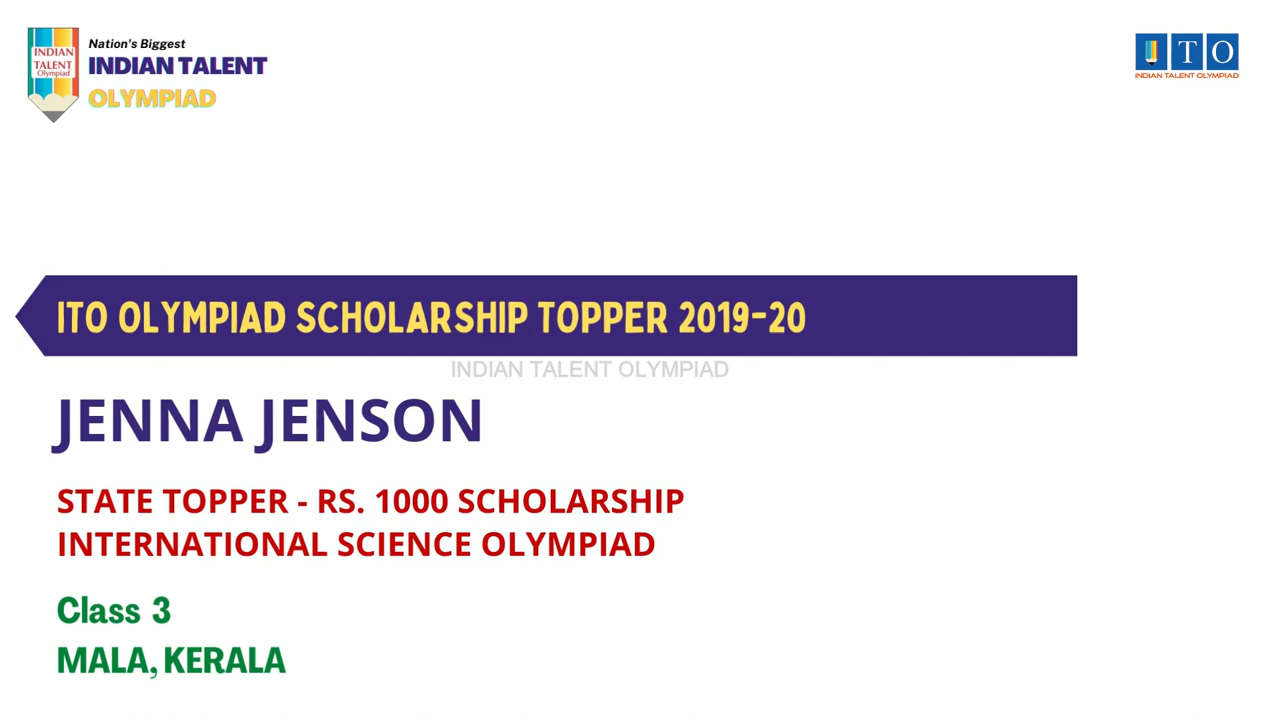 INDIAN
TALENT
Olympiad
Nation's Biggest
INDIAN TALENT
OLYMPIAD
ITO
INDIAN TALENT OLYMPIAD
ITO OLYMPIAD SCHOLARSHIP TOPPER 2019-20
INDIAN TALENT OLYMPIAD
JENNA JENSON
STATE TOPPER - RS. 1000 SCHOLARSHIP
INTERNATIONAL SCIENCE OLYMPIAD
Class 3
MALA, KERALA